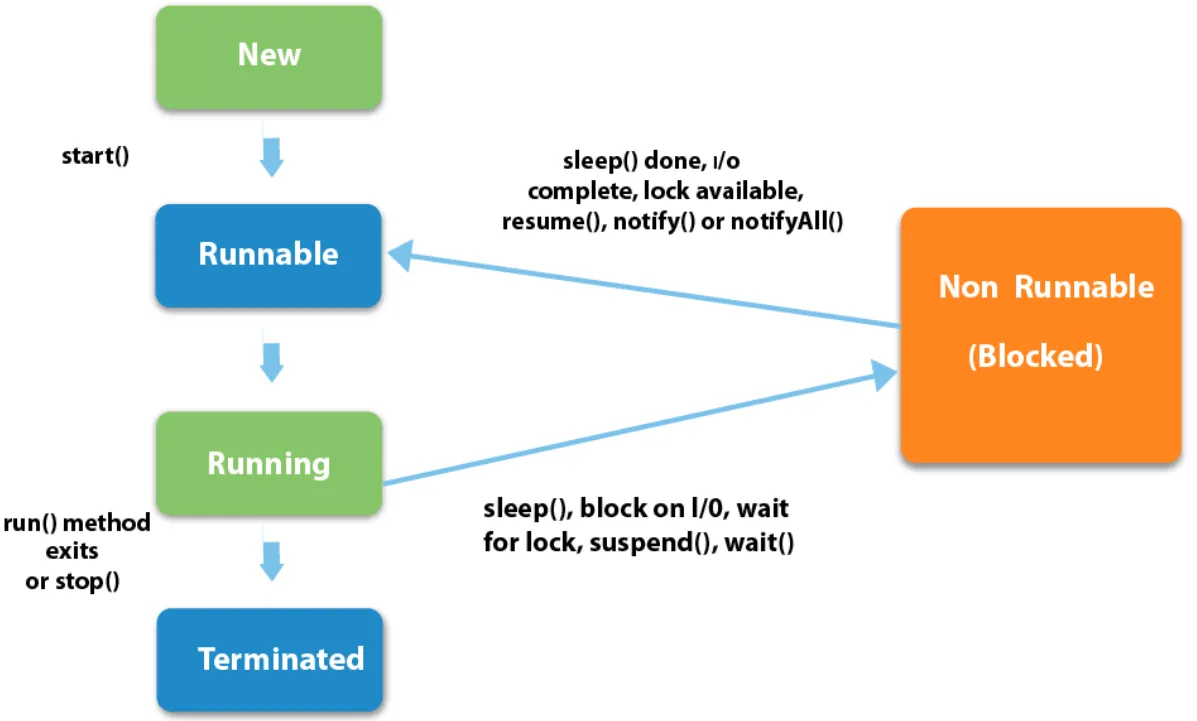 New
start()
sleep() done, ı/o
complete, lock available,
resume(), notify() or notifyAll()
Runnable
Non Runnable
(Blocked)
Running
sleep(), block on l/0, wait
for lock, suspend(), wait()
run() method
exits
or stop()
Terminated